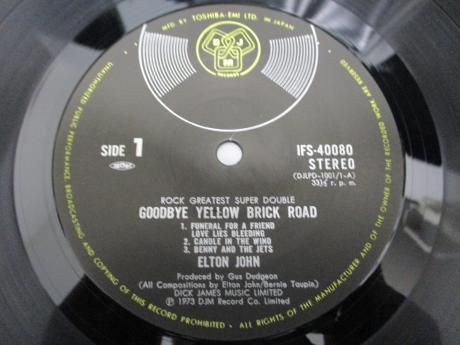 MFD. BY TOSHIBA-EMI LTD. IN JAPAN
DJM
RECORDS
SIDE 1
IFS-40080
STEREO
(DJLPD-1001/1-A)
33⅓ r. p. m.
ROCK GREATEST SUPER DOUBLE
GOODBYE YELLOW BRICK ROAD
1. FUNERAL FOR A FRIEND
LOVE LIES BLEEDING
2. CANDLE IN THE WIND
3. BENNY AND THE JETS
ELTON JOHN
Produced by Gus Dudgeon
(All Compositions by Elton John/Bernie Taupin)
DICK JAMES MUSIC LIMITED
℗ 1973 DJM Record Co. Limited
UNAUTHORIZED PUBLIC PERFORMANCE, BROADCASTING AND COPYING OF THIS RECORD PROHIBITED · ALL RIGHTS OF THE MANUFACTURER AND OF THE OWNER OF THE RECORDED WORK ARE RESERVED